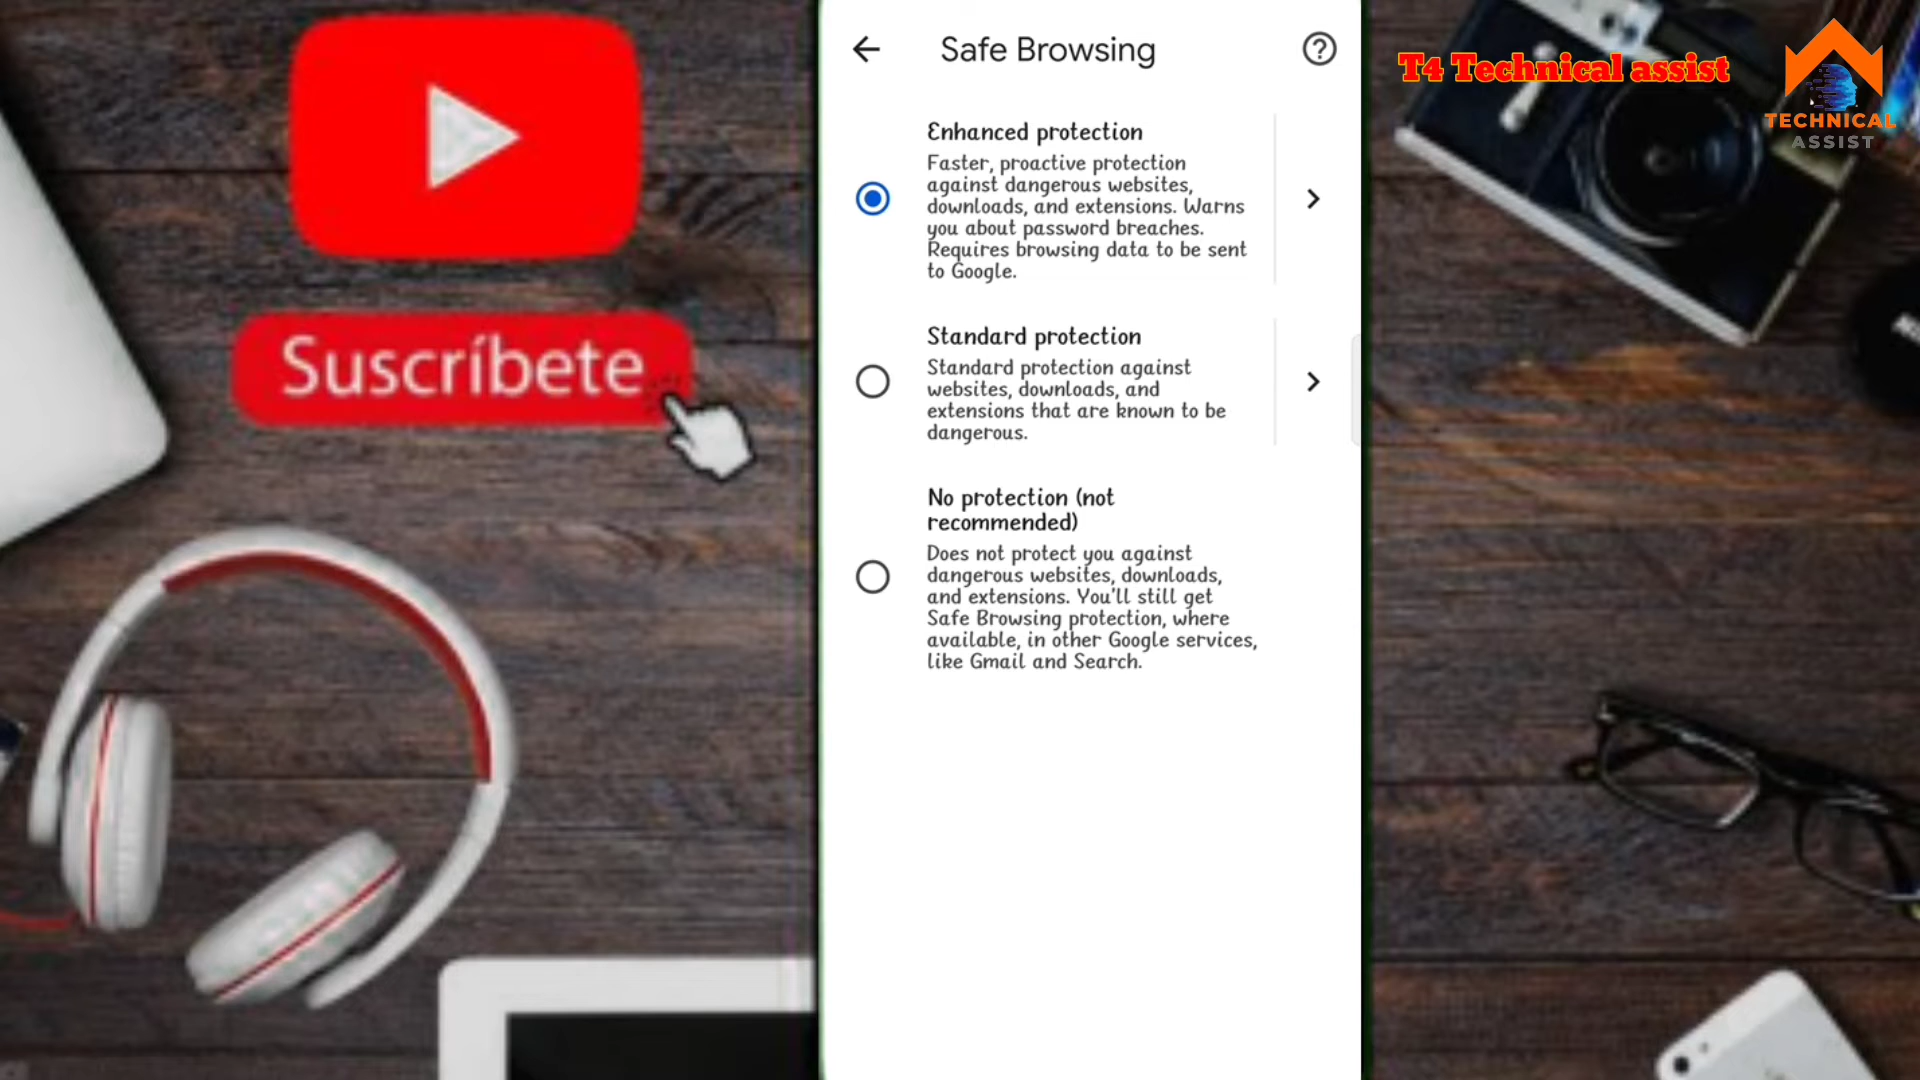 Suscríbete
Safe Browsing
Enhanced protection
Faster, proactive protection
against dangerous websites,
downloads, and extensions. Warns
you about password breaches.
Requires browsing data to be sent
to Google.
Standard protection
Standard protection against
websites, downloads, and
extensions that are known to be
dangerous.
No protection (not
recommended)
Does not protect you against
dangerous websites, downloads,
and extensions. You'll still get
Safe Browsing protection, where
available, in other Google services,
like Gmail and Search.
T4 Technical assist
TECHNICAL
ASSIST